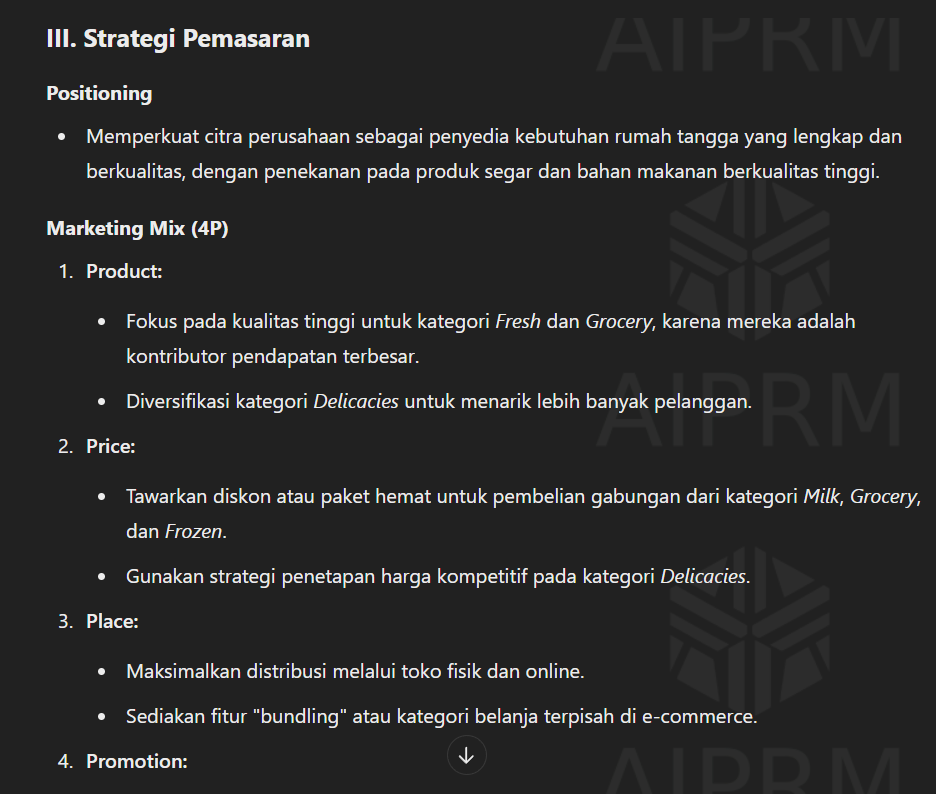 III. Strategi Pemasaran
Positioning
• Memperkuat citra perusahaan sebagai penyedia kebutuhan rumah tangga yang lengkap dan
berkualitas, dengan penekanan pada produk segar dan bahan makanan berkualitas tinggi.
Marketing Mix (4P)
1. Product:
• Fokus pada kualitas tinggi untuk kategori Fresh dan Grocery, karena mereka adalah
kontributor pendapatan terbesar.
• Diversifikasi kategori Delicacies untuk menarik lebih banyak pelanggan.
2. Price:
• Tawarkan diskon atau paket hemat untuk pembelian gabungan dari kategori Milk, Grocery,
dan Frozen.
• Gunakan strategi penetapan harga kompetitif pada kategori Delicacies.
3. Place:
• Maksimalkan distribusi melalui toko fisik dan online.
• Sediakan fitur "bundling" atau kategori belanja terpisah di e-commerce.
4. Promotion:
AIPRM
AIPRM
AIPRM